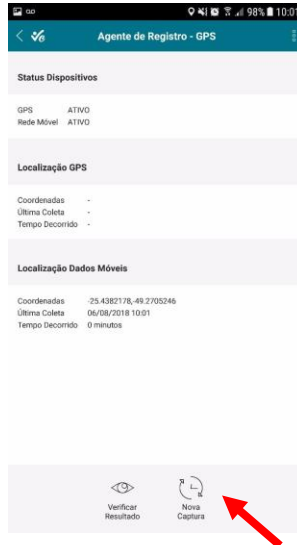 98% 10:01
Agente de Registro - GPS
Status Dispositivos
GPS ATIVO
Rede Móvel ATIVO
Localização GPS
Coordenadas -
Última Coleta -
Tempo Decorrido -
Localização Dados Móveis
Coordenadas -25.4382178,-49.2705246
Última Coleta 06/08/2018 10:01
Tempo Decorrido 0 minutos
Verificar Nova
Resultado Captura